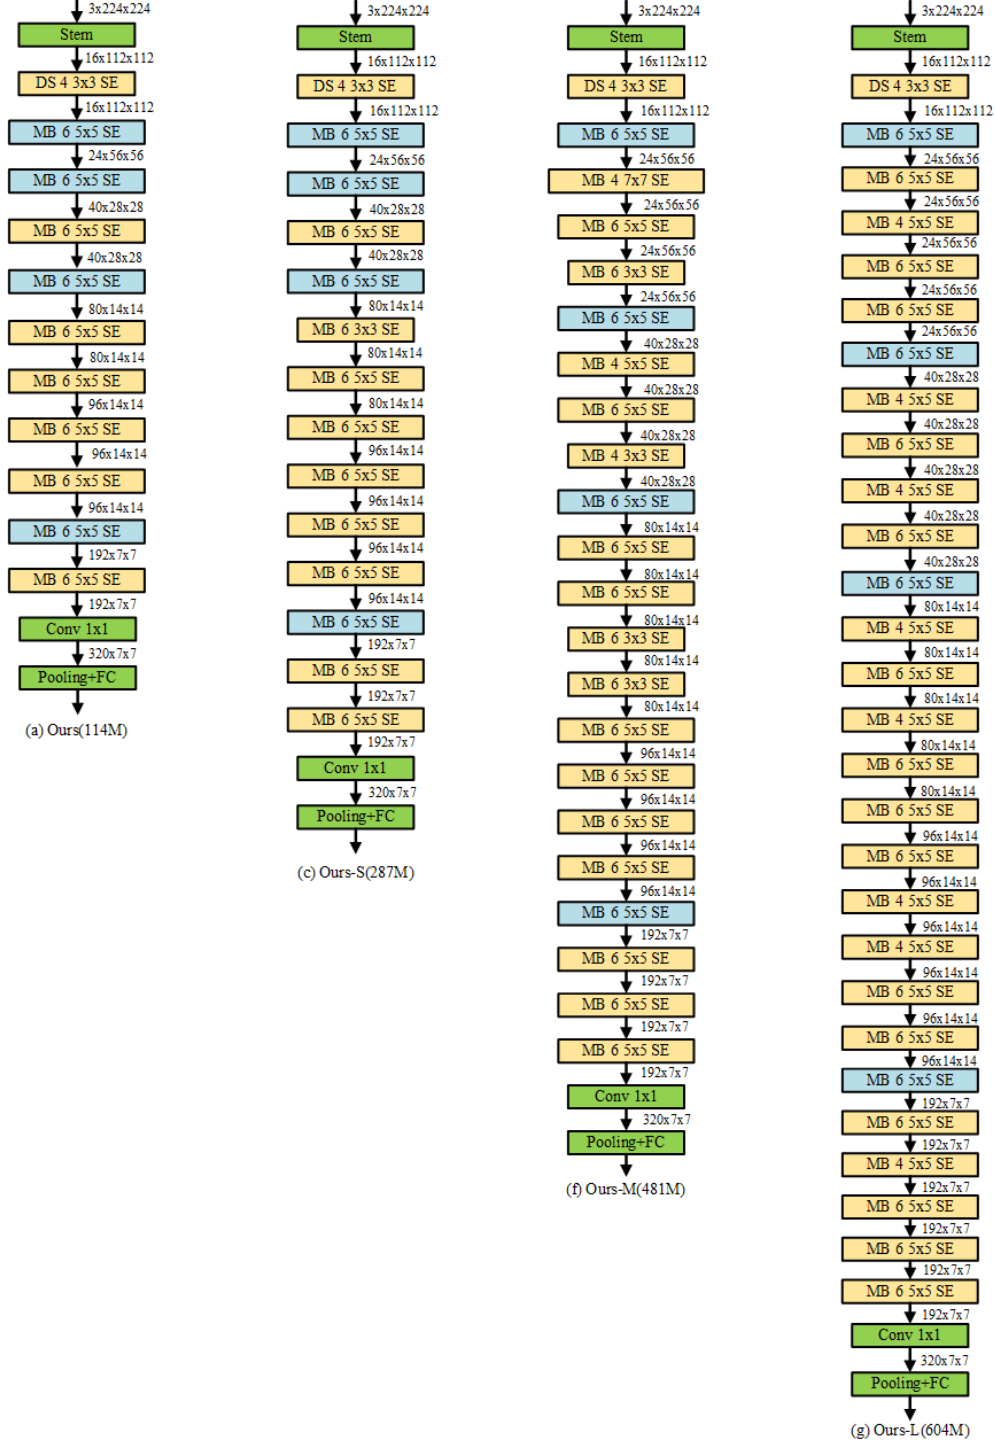 3x224x224
Stem
16x112x112
DS 4 3x3 SE
16x112x112
MB 6 5x5 SE
24x56x56
MB 6 5x5 SE
40x28x28
MB 6 5x5 SE
40x28x28
MB 6 5x5 SE
80x14x14
MB 6 5x5 SE
80x14x14
MB 6 5x5 SE
96x14x14
MB 6 5x5 SE
96x14x14
MB 6 5x5 SE
96x14x14
MB 6 5x5 SE
192x7x7
MB 6 5x5 SE
192x7x7
Conv 1x1
320x7x7
Pooling+FC
(a) Ours(114M)
3x224x224
Stem
16x112x112
DS 4 3x3 SE
16x112x112
MB 6 5x5 SE
24x56x56
MB 6 5x5 SE
40x28x28
MB 6 5x5 SE
40x28x28
MB 6 5x5 SE
80x14x14
MB 6 3x3 SE
80x14x14
MB 6 5x5 SE
80x14x14
MB 6 5x5 SE
96x14x14
MB 6 5x5 SE
96x14x14
MB 6 5x5 SE
96x14x14
MB 6 5x5 SE
96x14x14
MB 6 5x5 SE
192x7x7
MB 6 5x5 SE
192x7x7
MB 6 5x5 SE
192x7x7
Conv 1x1
320x7x7
Pooling+FC
(c) Ours-S(287M)
3x224x224
Stem
16x112x112
DS 4 3x3 SE
16x112x112
MB 6 5x5 SE
24x56x56
MB 4 7x7 SE
24x56x56
MB 6 5x5 SE
24x56x56
MB 6 3x3 SE
24x56x56
MB 6 5x5 SE
40x28x28
MB 4 5x5 SE
40x28x28
MB 6 5x5 SE
40x28x28
MB 4 3x3 SE
40x28x28
MB 6 5x5 SE
80x14x14
MB 6 5x5 SE
80x14x14
MB 6 5x5 SE
80x14x14
MB 6 3x3 SE
80x14x14
MB 6 3x3 SE
80x14x14
MB 6 5x5 SE
96x14x14
MB 6 5x5 SE
96x14x14
MB 6 5x5 SE
96x14x14
MB 6 5x5 SE
96x14x14
MB 6 5x5 SE
192x7x7
MB 6 5x5 SE
192x7x7
MB 6 5x5 SE
192x7x7
MB 6 5x5 SE
192x7x7
Conv 1x1
320x7x7
Pooling+FC
(f) Ours-M(481M)
3x224x224
Stem
16x112x112
DS 4 3x3 SE
16x112x112
MB 6 5x5 SE
24x56x56
MB 6 5x5 SE
24x56x56
MB 4 5x5 SE
24x56x56
MB 6 5x5 SE
24x56x56
MB 6 5x5 SE
24x56x56
MB 6 5x5 SE
40x28x28
MB 4 5x5 SE
40x28x28
MB 6 5x5 SE
40x28x28
MB 4 5x5 SE
40x28x28
MB 6 5x5 SE
40x28x28
MB 6 5x5 SE
80x14x14
MB 4 5x5 SE
80x14x14
MB 6 5x5 SE
80x14x14
MB 4 5x5 SE
80x14x14
MB 6 5x5 SE
80x14x14
MB 6 5x5 SE
96x14x14
MB 6 5x5 SE
96x14x14
MB 4 5x5 SE
96x14x14
MB 4 5x5 SE
96x14x14
MB 6 5x5 SE
96x14x14
MB 6 5x5 SE
96x14x14
MB 6 5x5 SE
192x7x7
MB 6 5x5 SE
192x7x7
MB 4 5x5 SE
192x7x7
MB 6 5x5 SE
192x7x7
MB 6 5x5 SE
192x7x7
MB 6 5x5 SE
192x7x7
Conv 1x1
320x7x7
Pooling+FC
(g) Ours-L(604M)